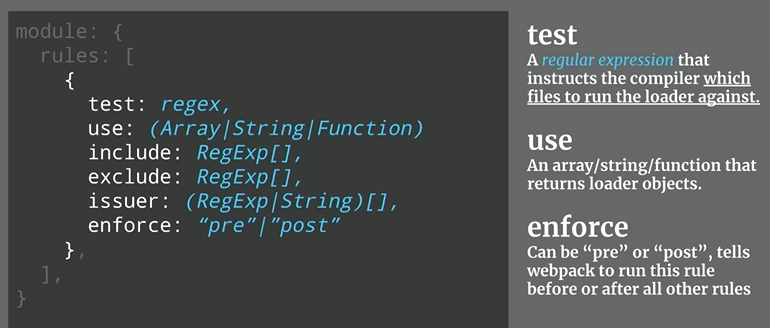 module: {
rules: [
{
test: regex,
use: (Array|String|Function)
include: RegExp[],
exclude: RegExp[],
issuer: (RegExp|String)[],
enforce: “pre”|”post”
},
],
}
test
A regular expression that
instructs the compiler which
files to run the loader against.
use
An array/string/function that
returns loader objects.
enforce
Can be “pre” or “post”, tells
webpack to run this rule
before or after all other rules